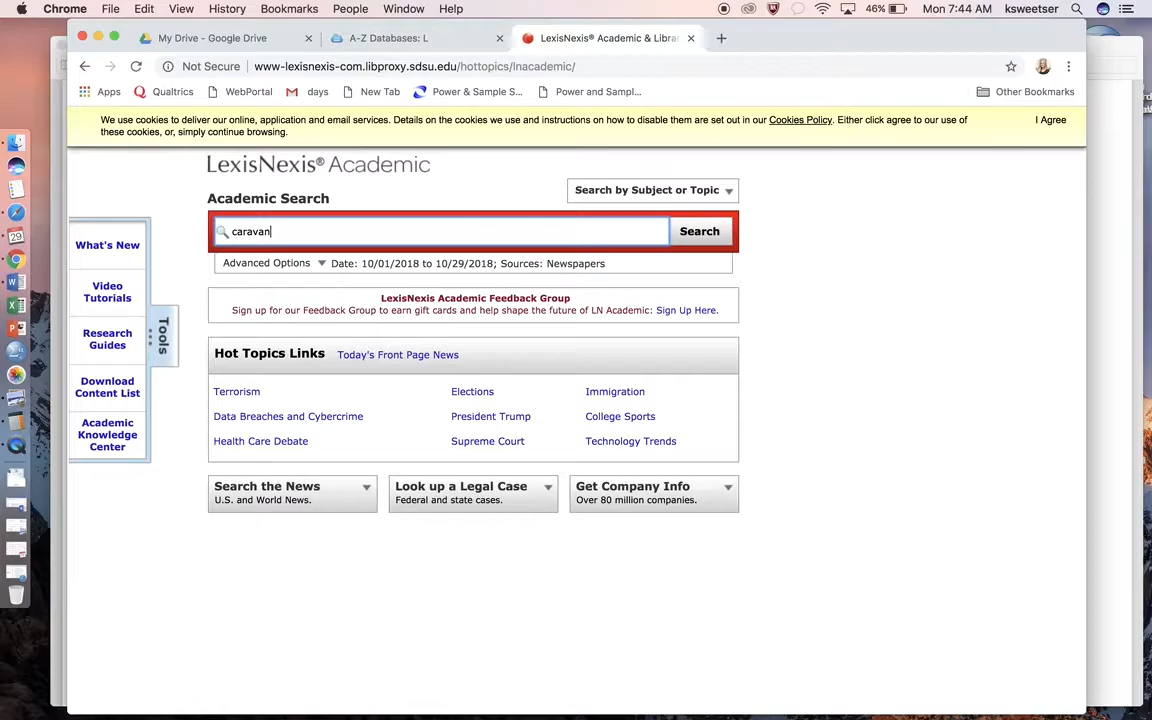 Chrome File Edit View History Bookmarks People Window Help 46% Mon 7:44 AM ksweetser
My Drive - Google Drive A-Z Databases: L LexisNexis® Academic & Librar
Not Secure www-lexisnexis-com.libproxy.sdsu.edu/hottopics/lnacademic/
Apps Qualtrics WebPortal days New Tab Power & Sample S... Power and Sampl... Other Bookmarks
We use cookies to deliver our online, application and email services. Details on the cookies we use and instructions on how to disable them are set out in our Cookies Policy. Either click agree to our use of
these cookies, or, simply continue browsing.
I Agree
LexisNexis® Academic
Search by Subject or Topic
Academic Search
caravan
Search
Advanced Options Date: 10/01/2018 to 10/29/2018; Sources: Newspapers
What's New
Video
Tutorials
Research
Guides
Download
Content List
Academic
Knowledge
Center
Tools
LexisNexis Academic Feedback Group
Sign up for our Feedback Group to earn gift cards and help shape the future of LN Academic: Sign Up Here.
Hot Topics Links Today's Front Page News
Terrorism Elections Immigration
Data Breaches and Cybercrime President Trump College Sports
Health Care Debate Supreme Court Technology Trends
Search the News
U.S. and World News.
Look up a Legal Case
Federal and state cases.
Get Company Info
Over 80 million companies.